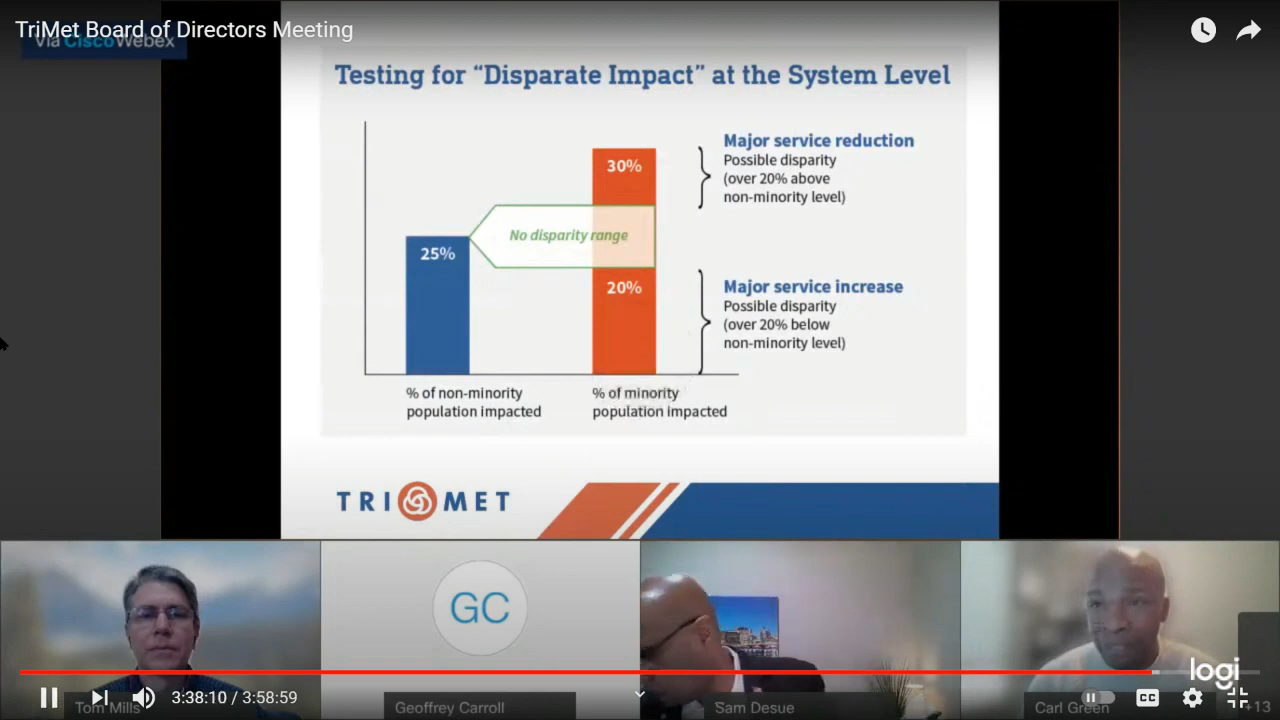 TriMet Board of Directors Meeting
Via Cisco Webex
Testing for “Disparate Impact” at the System Level
30%
Major service reduction
Possible disparity
(over 20% above
non-minority level)
No disparity range
25%
20%
Major service increase
Possible disparity
(over 20% below
non-minority level)
% of non-minority
population impacted
% of minority
population impacted
TRIMET
GC
logi
3:38:10 / 3:58:59
CC
Tom Mills
Geoffrey Carroll
Sam Desue
Carl Green
+13